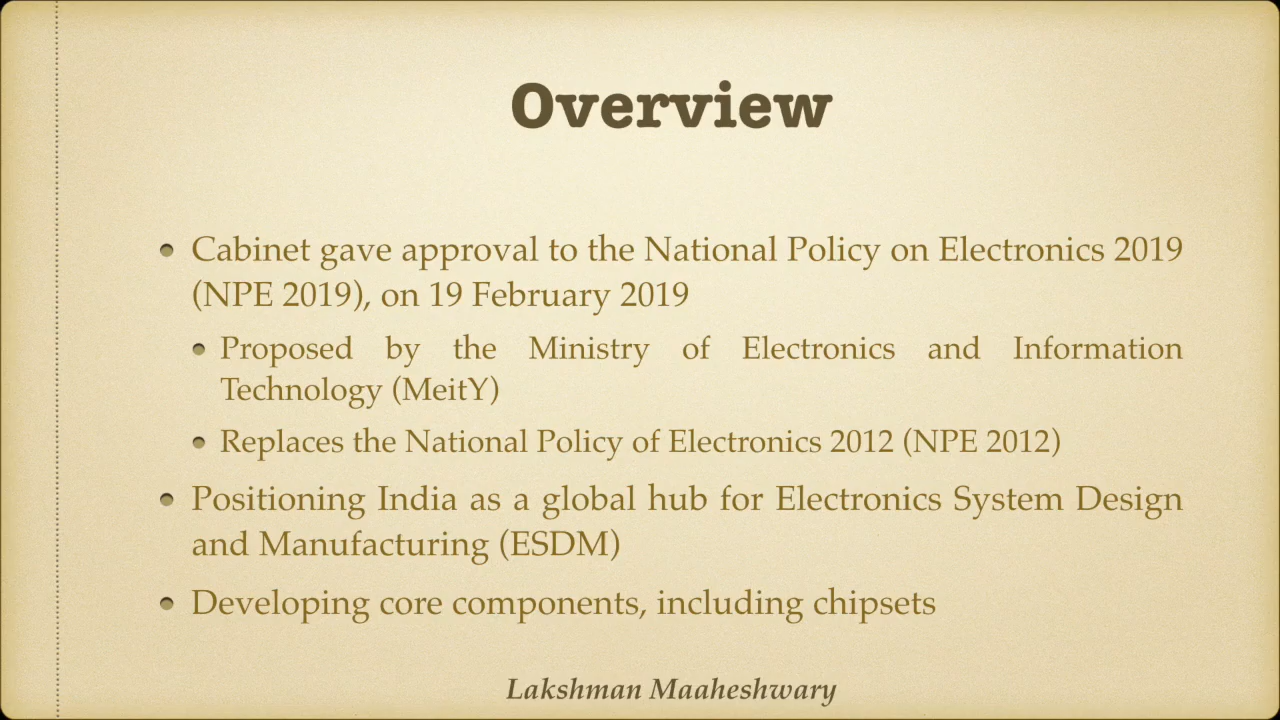 Overview
Cabinet gave approval to the National Policy on Electronics 2019
(NPE 2019), on 19 February 2019
Proposed by the Ministry of Electronics and Information
Technology (MeitY)
Replaces the National Policy of Electronics 2012 (NPE 2012)
Positioning India as a global hub for Electronics System Design
and Manufacturing (ESDM)
Developing core components, including chipsets
Lakshman Maaheshwary